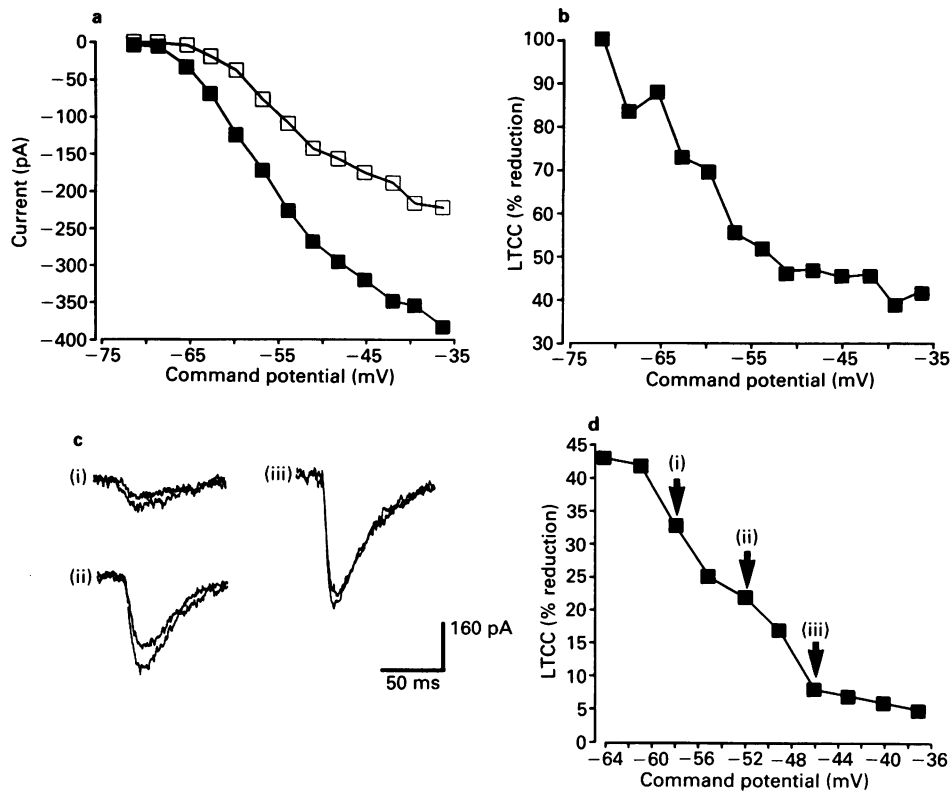 a
0
−50
−100
−150
−200
−250
−300
−350
−400
Current (pA)
−75 −65 −55 −45 −35
Command potential (mV)
b
100
90
80
70
60
50
40
30
LTCC (% reduction)
−75 −65 −55 −45 −35
Command potential (mV)
c
(i)
(ii)
(iii)
160 pA
50 ms
d
45
40
35
30
25
20
15
10
5
0
LTCC (% reduction)
(i)
(ii)
(iii)
−64 −60 −56 −52 −48 −44 −40 −36
Command potential (mV)